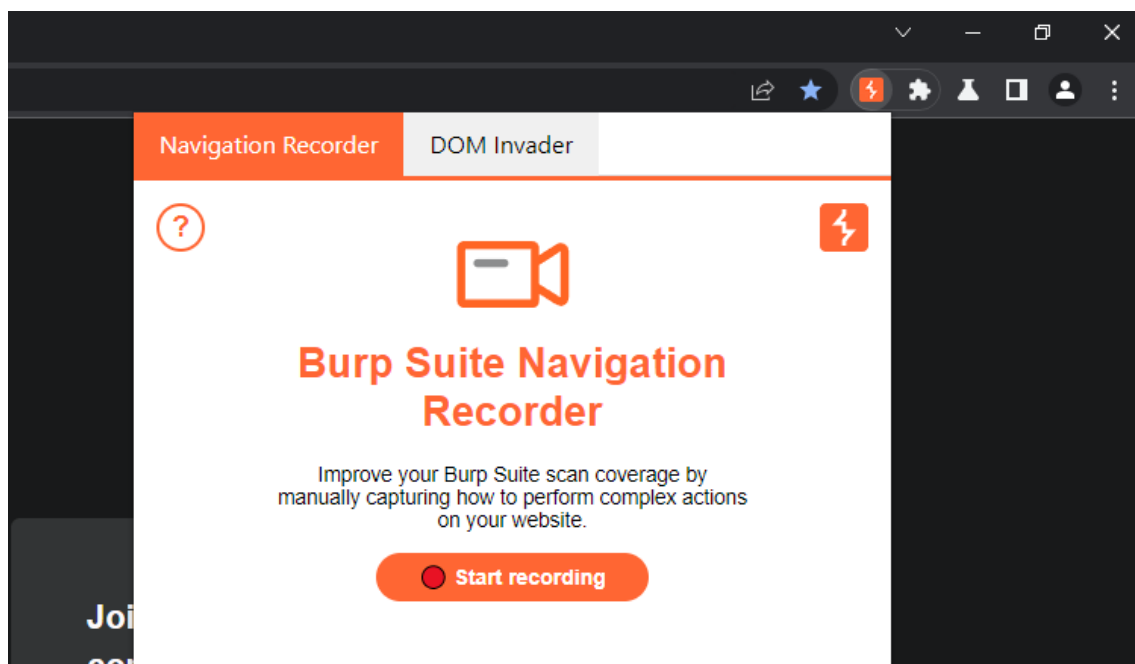 Navigation Recorder
DOM Invader
?
Burp Suite Navigation
Recorder
Improve your Burp Suite scan coverage by
manually capturing how to perform complex actions
on your website.
Start recording
Joi